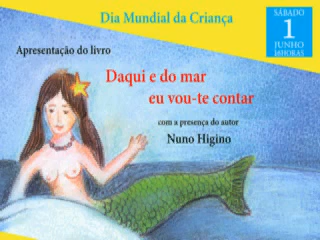 Dia Mundial da Criança
SÁBADO
1
JUNHO
16HORAS
Apresentação do livro
Daqui e do mar
eu vou-te contar
com a presença do autor
Nuno Higino